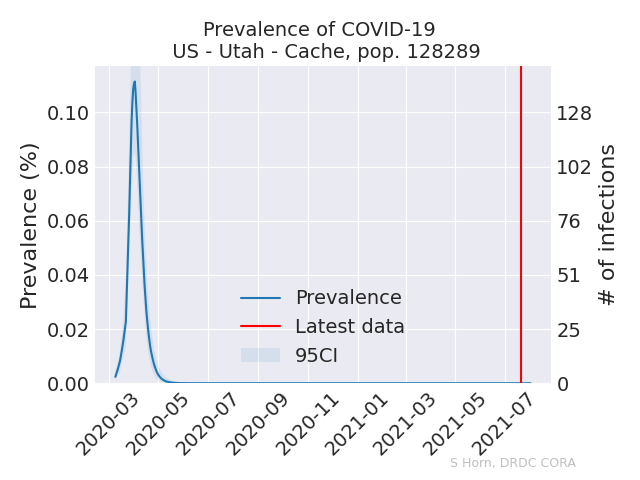 Prevalence of COVID-19
US - Utah - Cache, pop. 128289
Prevalence (%)
0.10
0.08
0.06
0.04
0.02
0.00
128
102
76
51
25
0
# of infections
Prevalence
Latest data
95CI
2020-03
2020-05
2020-07
2020-09
2020-11
2021-01
2021-03
2021-05
2021-07
S Horn, DRDC CORA